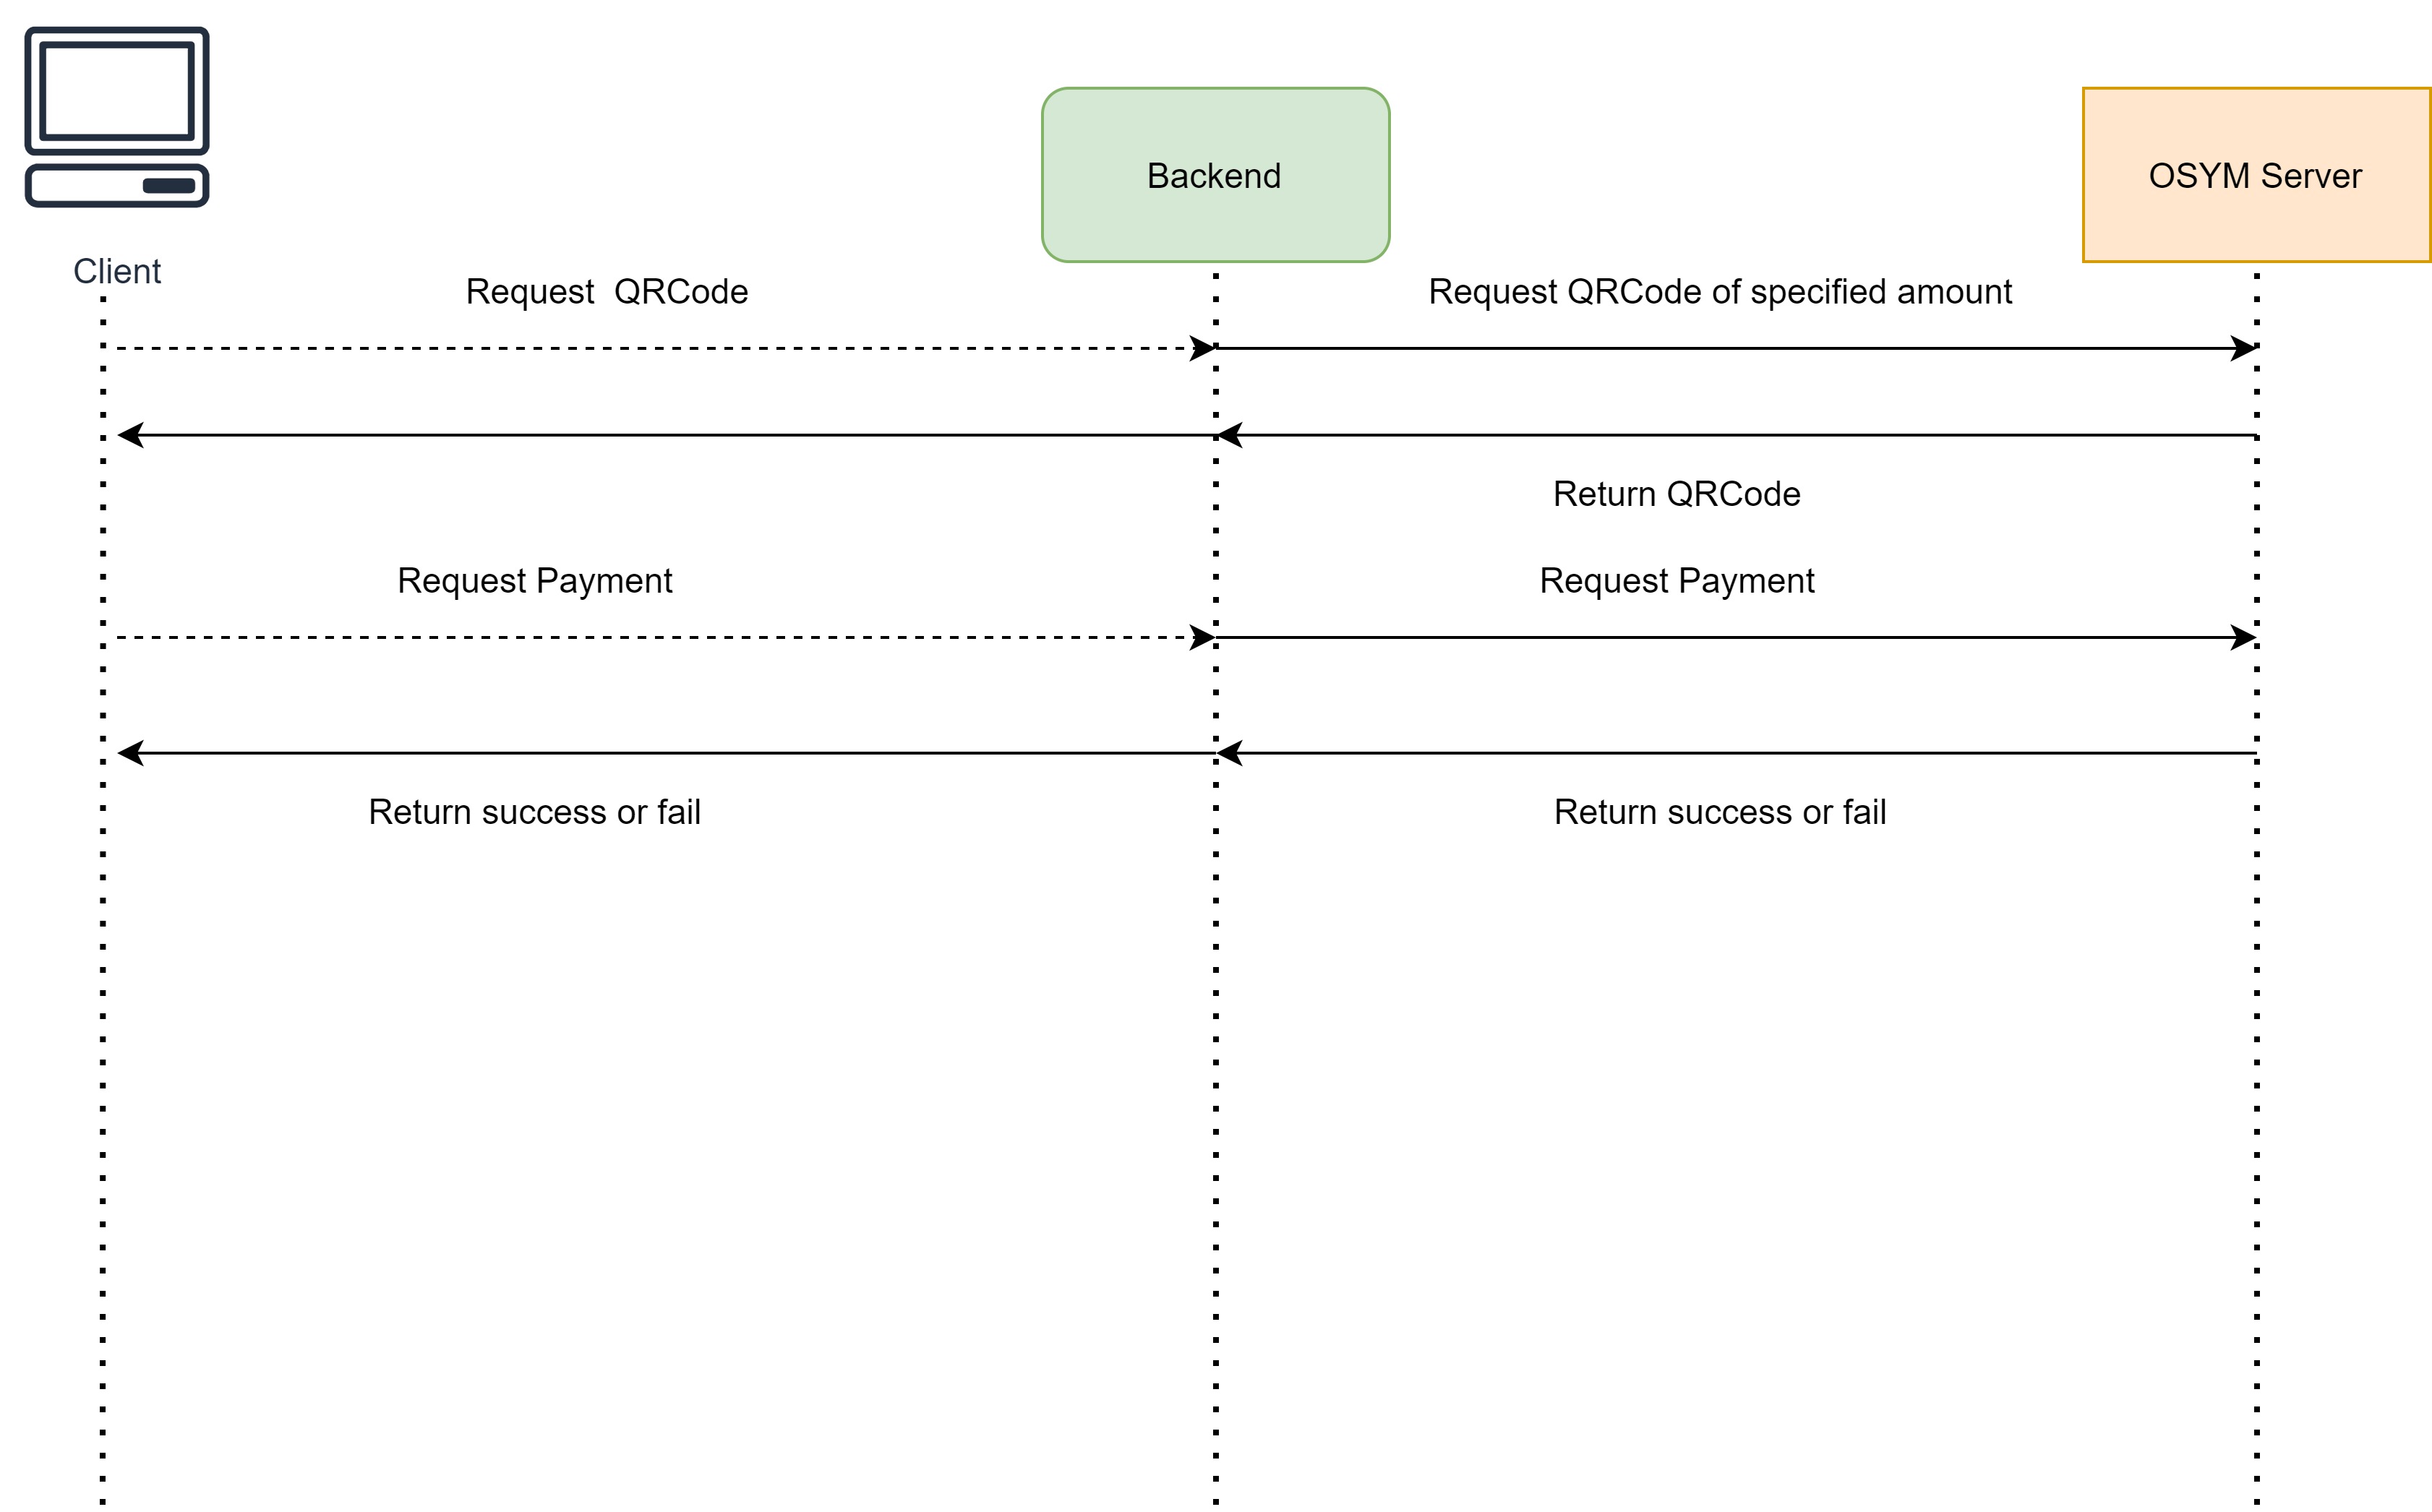 Backend
OSYM Server
Client
Request  QRCode
Request QRCode of specified amount
Return QRCode
Request Payment
Request Payment
Return success or fail
Return success or fail